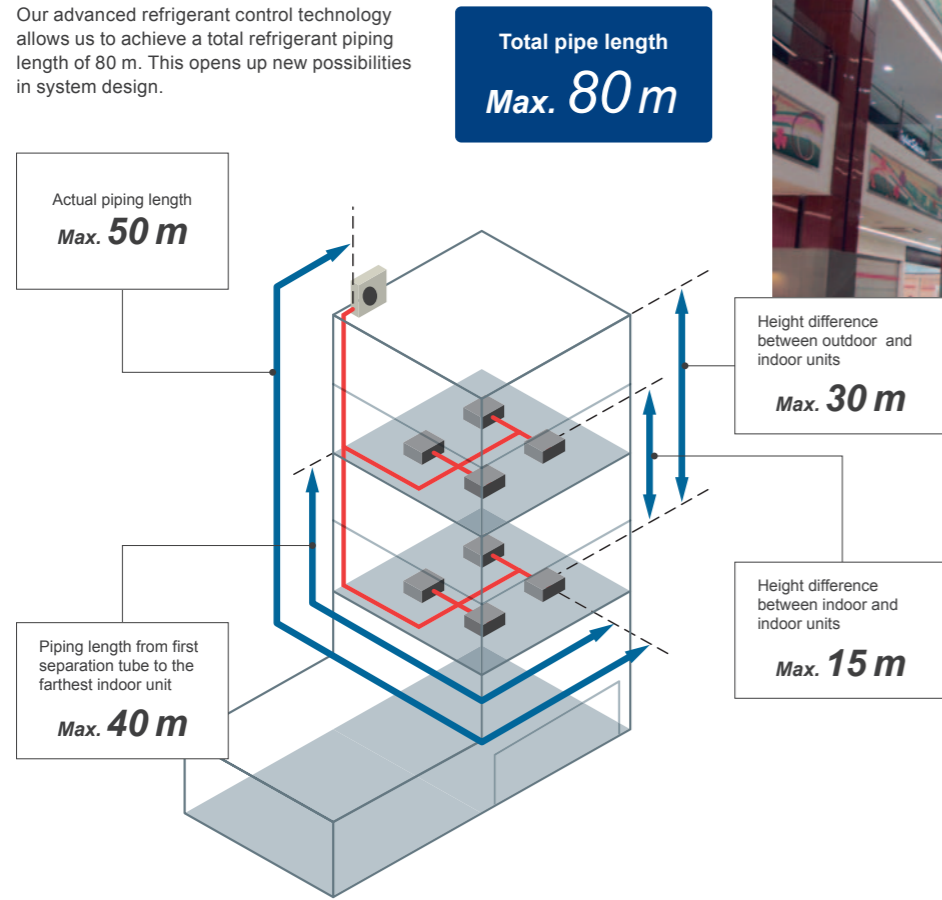 Our advanced refrigerant control technology
allows us to achieve a total refrigerant piping
length of 80 m. This opens up new possibilities
in system design.
Total pipe length
Max. 80 m
Actual piping length
Max. 50 m
Height difference
between outdoor and
indoor units
Max. 30 m
Height difference
between indoor and
indoor units
Max. 15 m
Piping length from first
separation tube to the
farthest indoor unit
Max. 40 m